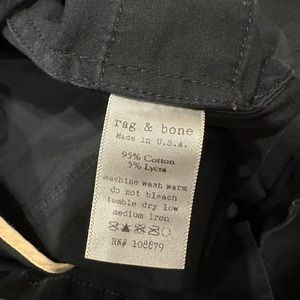 rag & bone
Made in U.S.A.
95% Cotton
5% Lycra
machine wash warm
do not bleach
tumble dry low
medium iron
RN# 108879